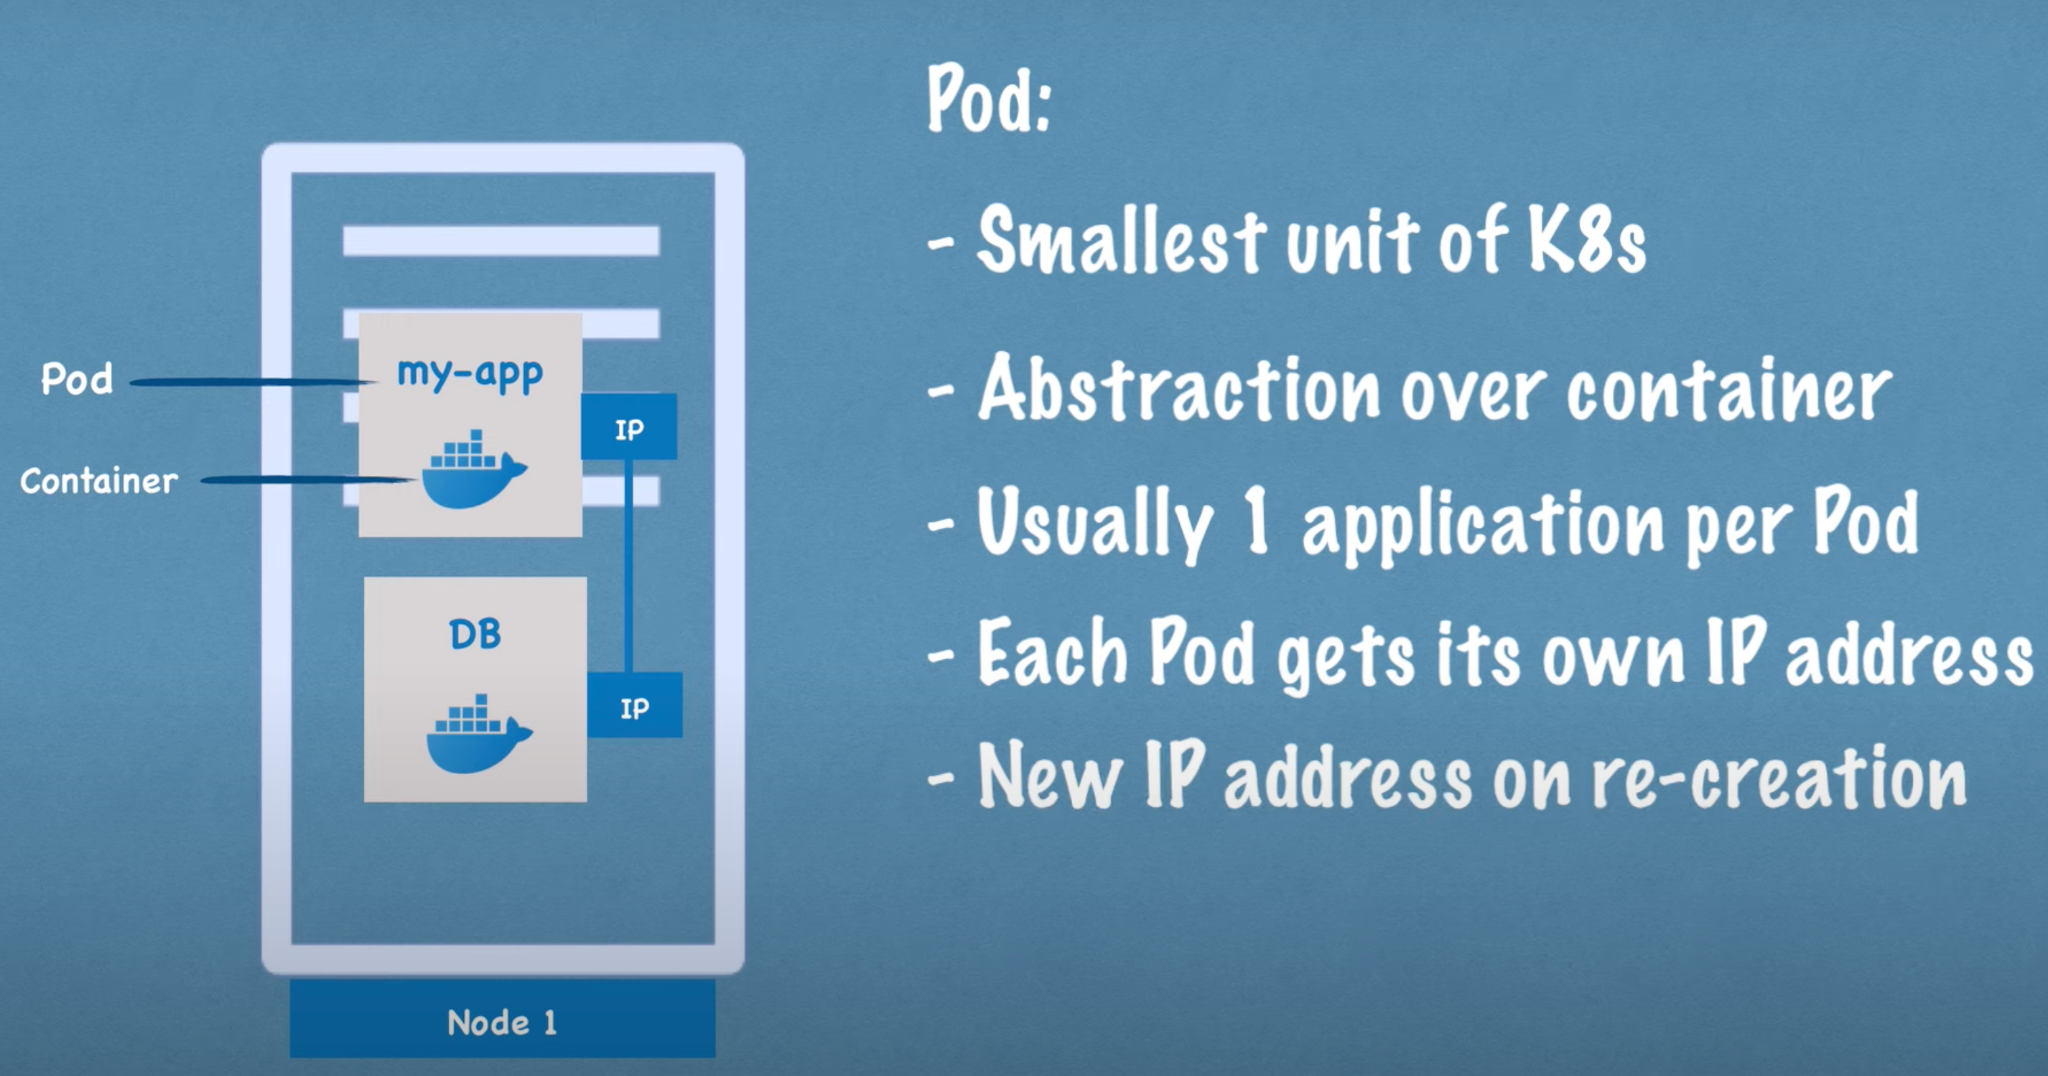 Pod:
- Smallest unit of K8s
- Abstraction over container
- Usually 1 application per Pod
- Each Pod gets its own IP address
- New IP address on re-creation
Pod
Container
my-app
IP
DB
IP
Node 1